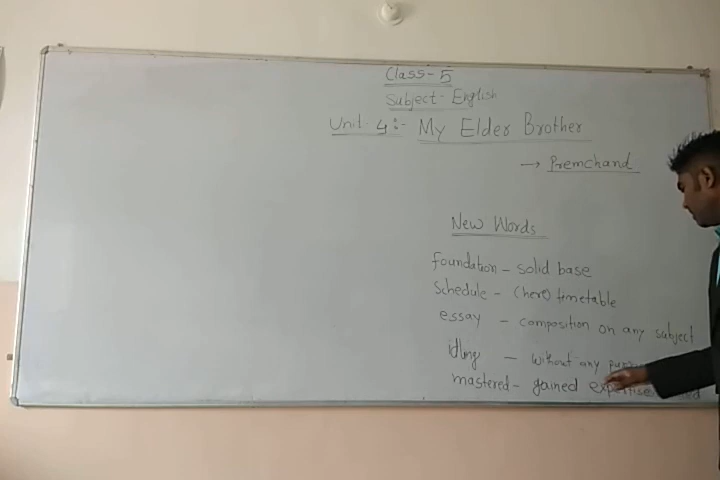 Class - 5
Subject - English
Unit - 4 :- My Elder Brother
→ Premchand
New Words
foundation - solid base
Schedule - (here) timetable
essay - composition on any subject
idling - without any
mastered - gained expertise